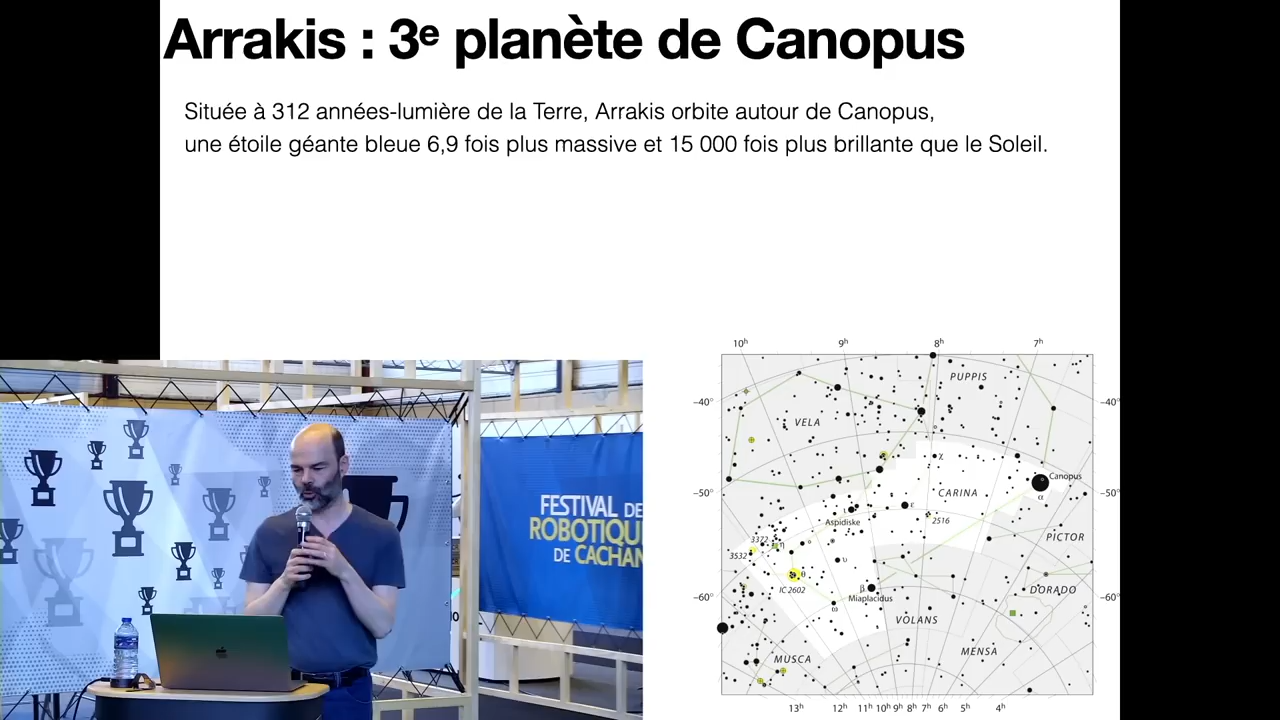 Arrakis : 3e planète de Canopus
Située à 312 années-lumière de la Terre, Arrakis orbite autour de Canopus,
une étoile géante bleue 6,9 fois plus massive et 15 000 fois plus brillante que le Soleil.
10h 9h 8h 7h
PUPPIS
–40° –40°
VELA
χ
Canopus
α
–50° –50°
CARINA
ι ε
Aspidiske
2516
3372 η
3532
PICTOR
υ
θ
IC 2602
β
Miaplacidus
ω
DORADO
–60° –60°
VOLANS
MENSA
MUSCA
13h 12h 11h 10h 9h 8h 7h 6h 5h 4h
FESTIVAL DE
ROBOTIQU
DE CACHAN